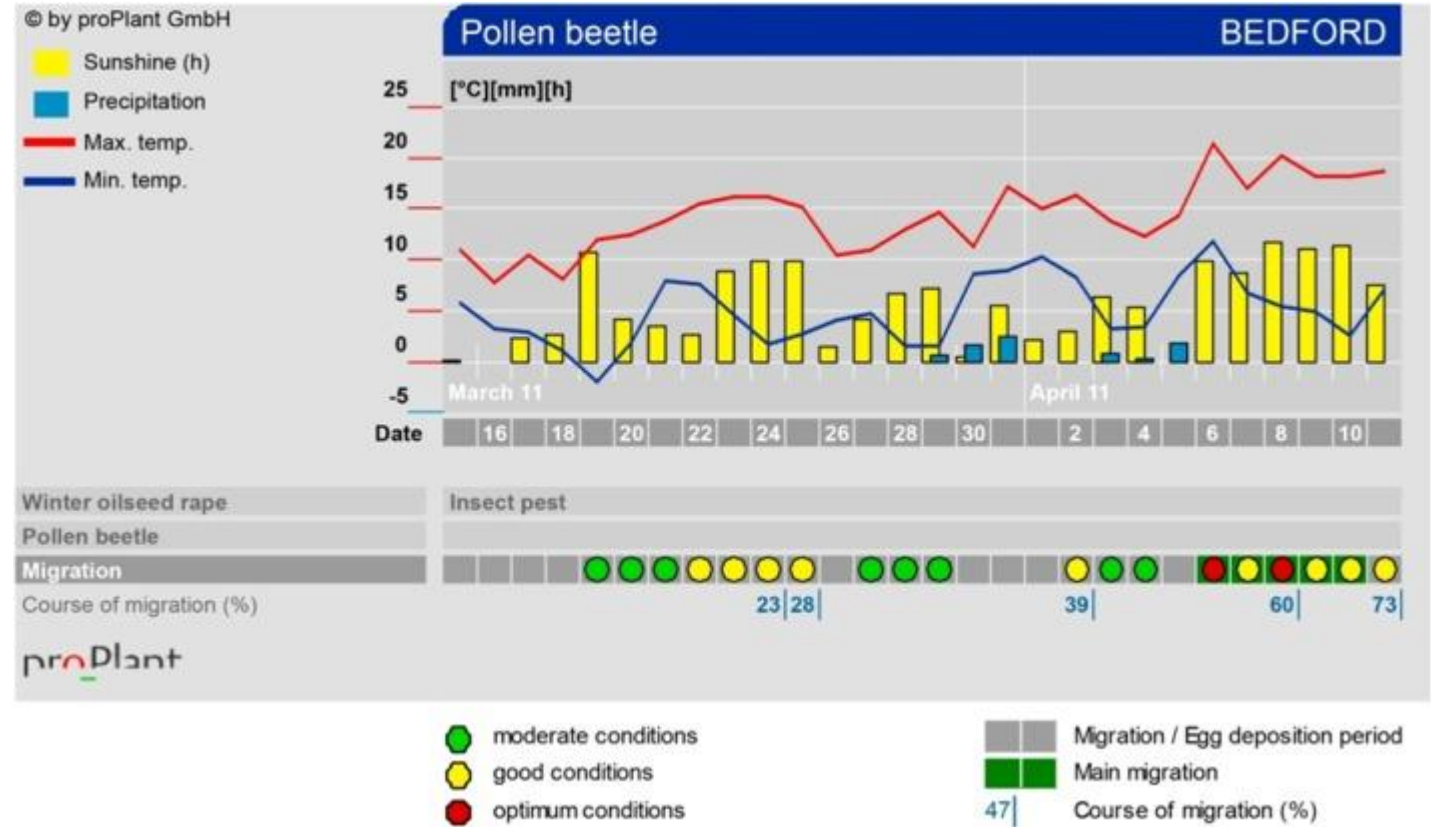 © by proPlant GmbH
Pollen beetle BEDFORD
Sunshine (h)
Precipitation
Max. temp.
Min. temp.
[°C][mm][h]
25
20
15
10
5
0
-5
March 11 April 11
Date 16 18 20 22 24 26 28 30 2 4 6 8 10
Winter oilseed rape Insect pest
Pollen beetle
Migration
Course of migration (%) 23 28 39 60 73
proPlant
moderate conditions Migration / Egg deposition period
good conditions Main migration
optimum conditions 47 Course of migration (%)